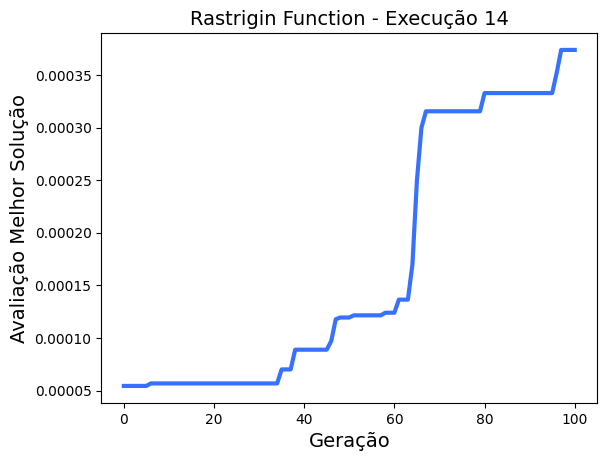 Rastrigin Function - Execução 14
Avaliação Melhor Solução
0.00035
0.00030
0.00025
0.00020
0.00015
0.00010
0.00005
0 20 40 60 80 100
Geração